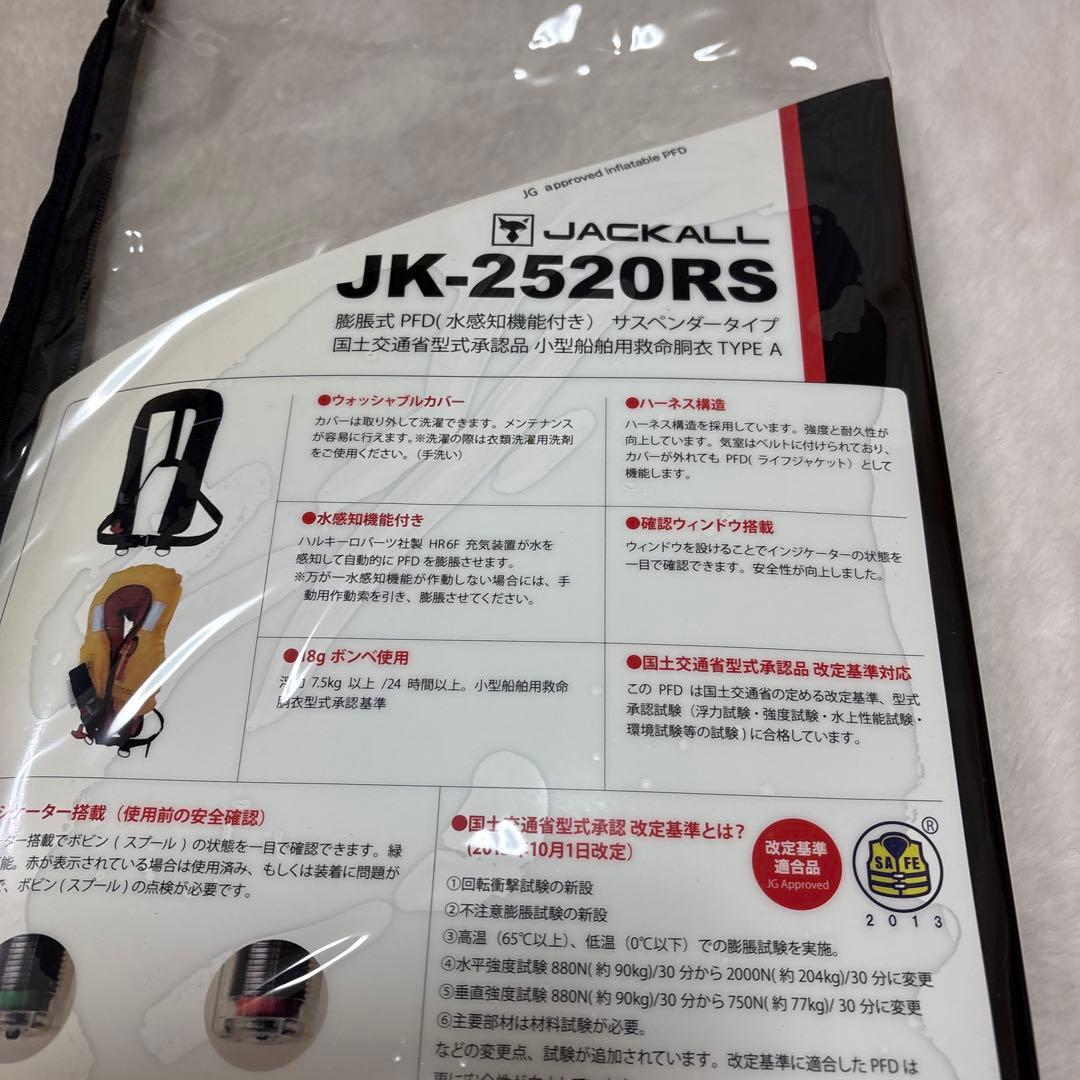 JG approved inflatable PFD
JACKALL
JK-2520RS
膨脹式 PFD(水感知機能付き) サスペンダータイプ
国土交通省型式承認品 小型船舶用救命胴衣 TYPE A
●ウォッシャブルカバー
カバーは取り外して洗濯できます。メンテナンス
が容易に行えます。※洗濯の際は衣類洗濯用洗剤
をご使用ください。(手洗い)
●ハーネス構造
ハーネス構造を採用しています。強度と耐久性が
向上しています。気室はベルトに付けられており、
カバーが外れても PFD(ライフジャケット)として
機能します。
●水感知機能付き
ハルキーロバーツ社製 HR6F 充気装置が水を
感知して自動的に PFD を膨脹させます。
※万が一水感知機能が作動しない場合には、手
動用作動索を引き、膨脹させてください。
●確認ウィンドウ搭載
ウィンドウを設けることでインジケーターの状態を
一目で確認できます。安全性が向上しました。
●18g ボンベ使用
浮力 7.5kg 以上 /24 時間以上。小型船舶用救命
胴衣型式承認基準
●国土交通省型式承認品 改定基準対応
この PFD は国土交通省の定める改定基準、型式
承認試験(浮力試験・強度試験・水上性能試験・
環境試験等の試験)に合格しています。
ジケーター搭載(使用前の安全確認)
ター搭載でボビン(スプール)の状態を一目で確認できます。緑
能。赤が表示されている場合は使用済み、もしくは装着に問題が
で、ボビン(スプール)の点検が必要です。
●国土交通省型式承認 改定基準とは?
年10月1日改定)
改定基準
適合品
JG Approved
SAFE
®
2013
①回転衝撃試験の新設
②不注意膨脹試験の新設
③高温(65℃以上)、低温(0℃以下)での膨脹試験を実施。
④水平強度試験 880N(約 90kg)/30 分から 2000N(約 204kg)/30 分に変更
⑤垂直強度試験 880N(約 90kg)/30 分から 750N(約 77kg)/ 30 分に変更
⑥主要部材は材料試験が必要。
などの変更点、試験が追加されています。改定基準に適合した PFD は